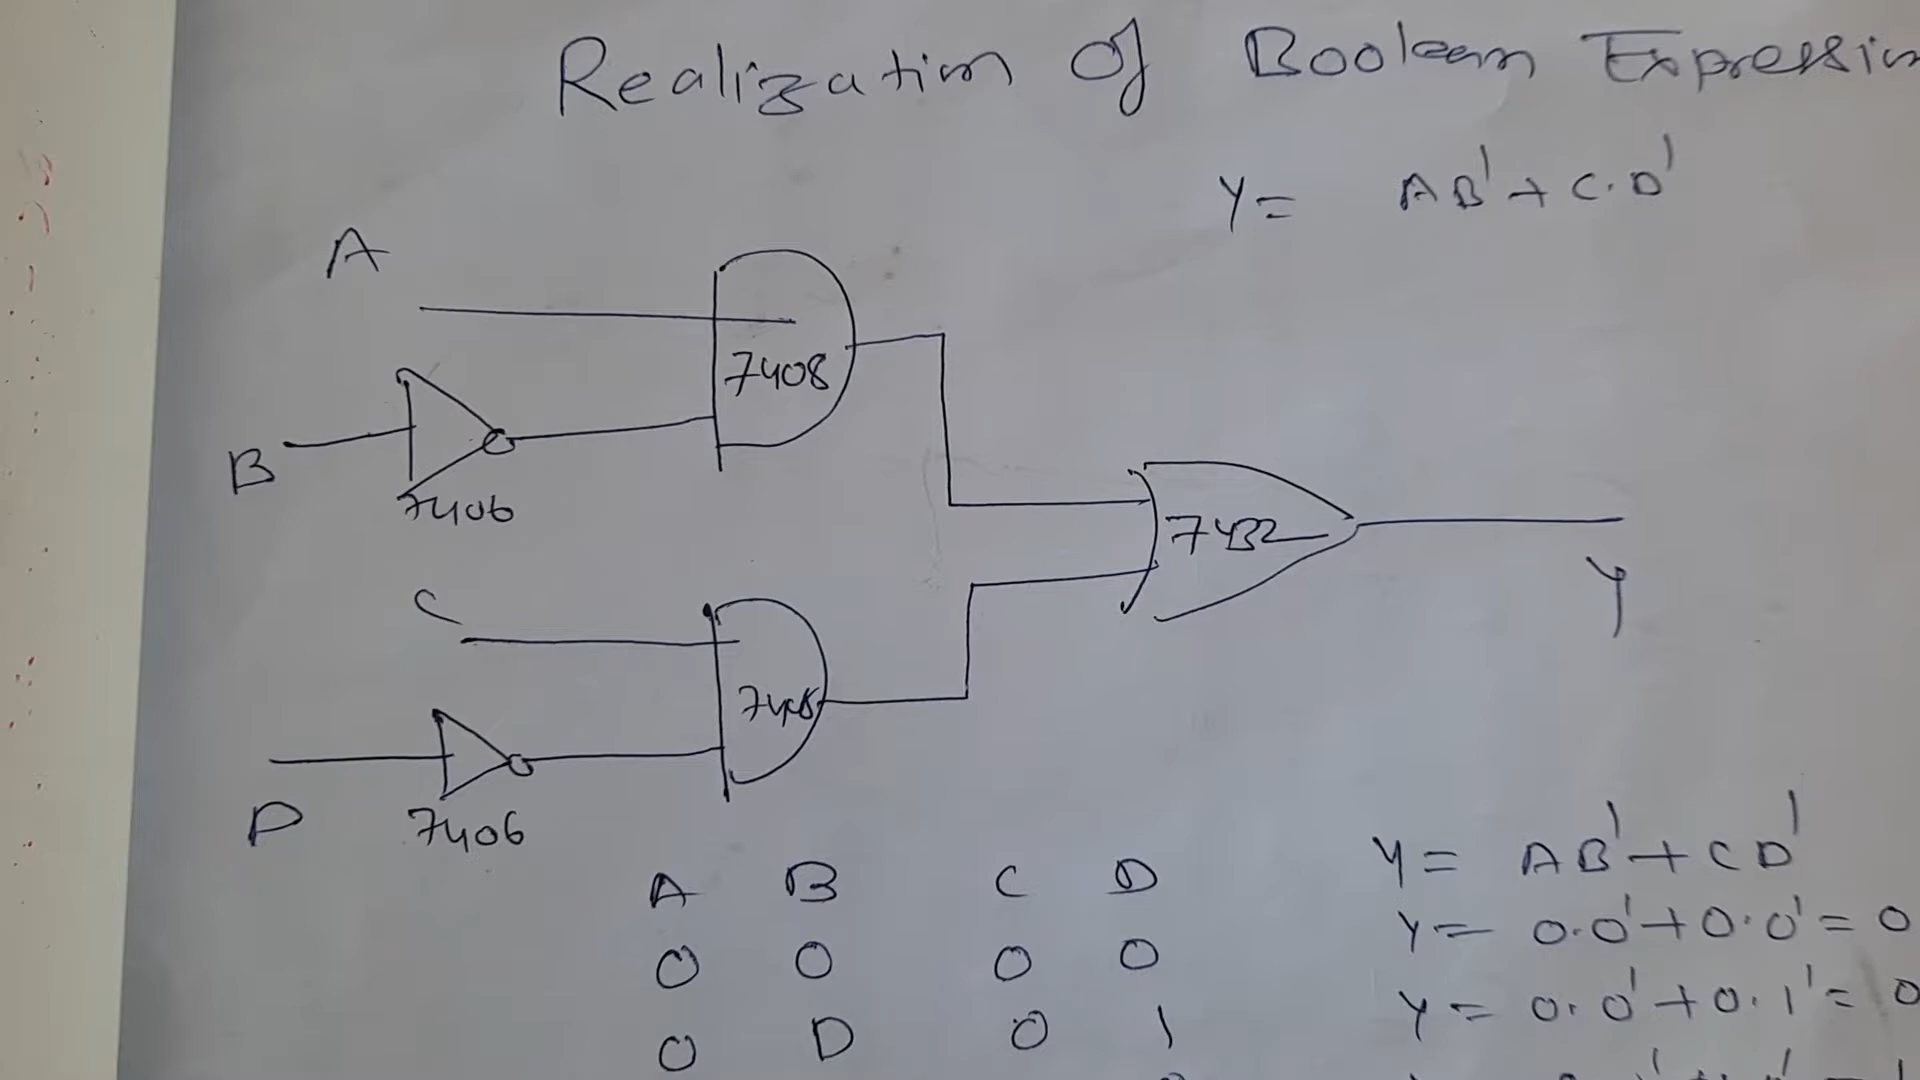 Realization Of Boolean Expression
Y = AB' + C.D'
A
7408
B
7406
7432
Y
C
7408
D
7406
A B C D
0 0 0 0
0 0 0 1
Y = AB' + CD'
Y = 0.0' + 0.0' = 0
Y = 0.0' + 0.1' = 0